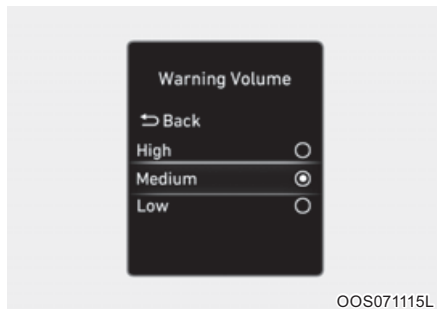 Warning Volume
Back
High
Medium
Low
OOS071115L